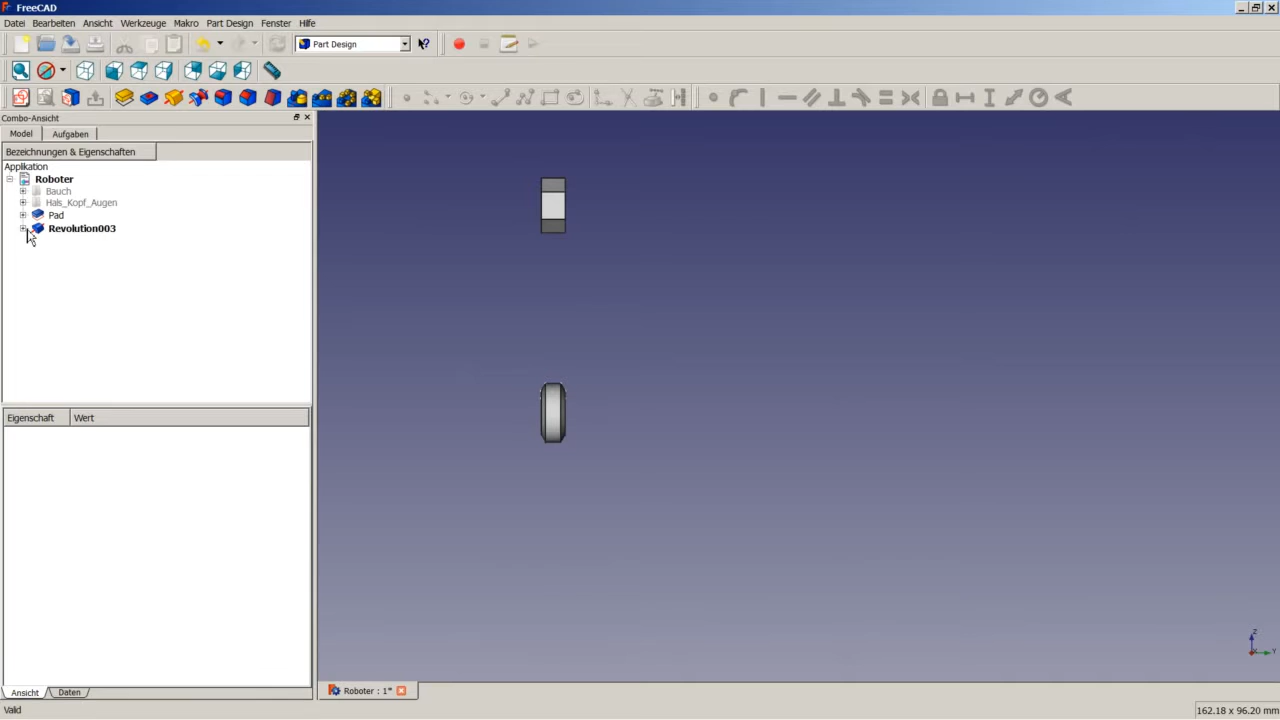 FreeCAD
Datei Bearbeiten Ansicht Werkzeuge Makro Part Design Fenster Hilfe
Part Design
Combo-Ansicht
Model Aufgaben
Bezeichnungen & Eigenschaften
Applikation
Roboter
Bauch
Hals_Kopf_Augen
Pad
Revolution003
Eigenschaft Wert
Z
Y
Ansicht Daten
Roboter : 1*
Valid
162.18 x 96.20 mm